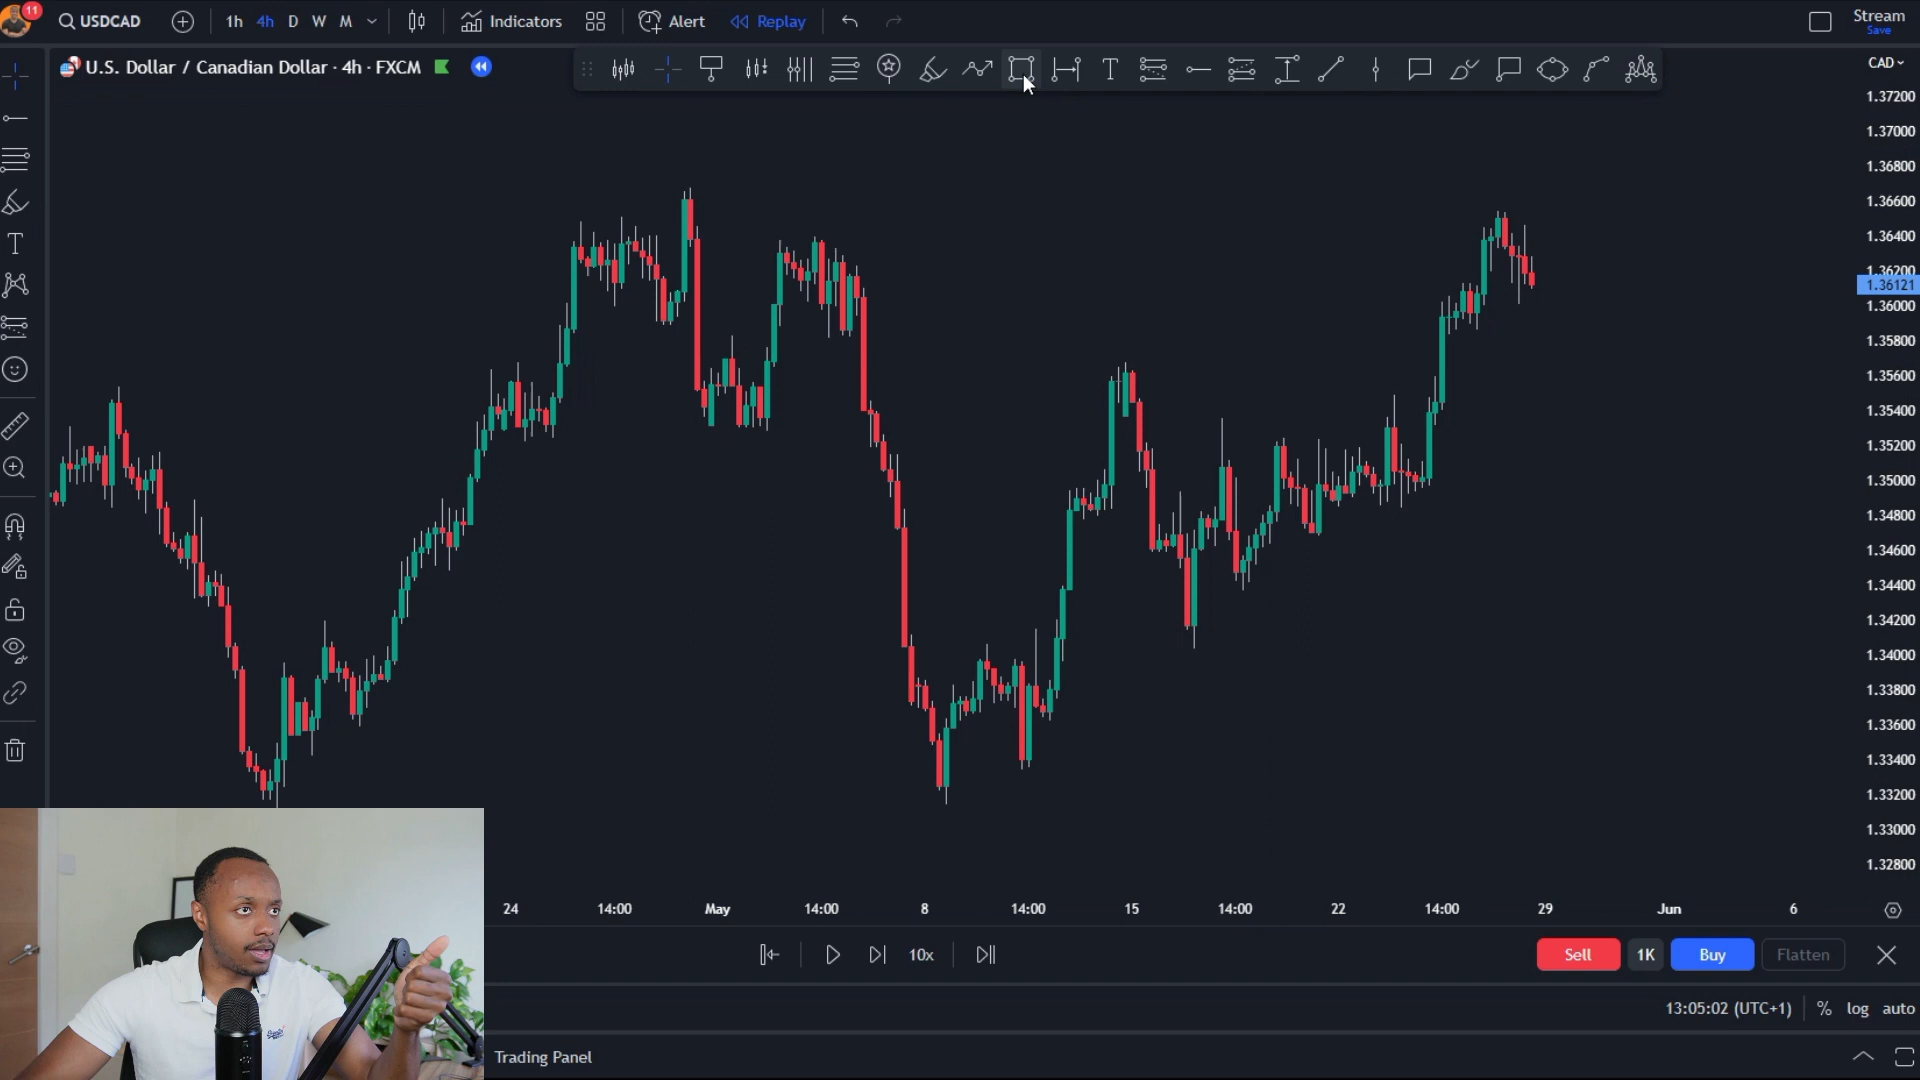 11
USDCAD
1h 4h D W M
Indicators
Alert
Replay
Stream
Save
U.S. Dollar / Canadian Dollar · 4h · FXCM
CAD
1.37200
1.37000
1.36800
1.36600
1.36400
1.36200
1.36121
1.36000
1.35800
1.35600
1.35400
1.35200
1.35000
1.34800
1.34600
1.34400
1.34200
1.34000
1.33800
1.33600
1.33400
1.33200
1.33000
1.32800
24 14:00 May 14:00 8 14:00 15 14:00 22 14:00 29 Jun 6
10x
Sell 1K Buy Flatten
13:05:02 (UTC+1) % log auto
Trading Panel